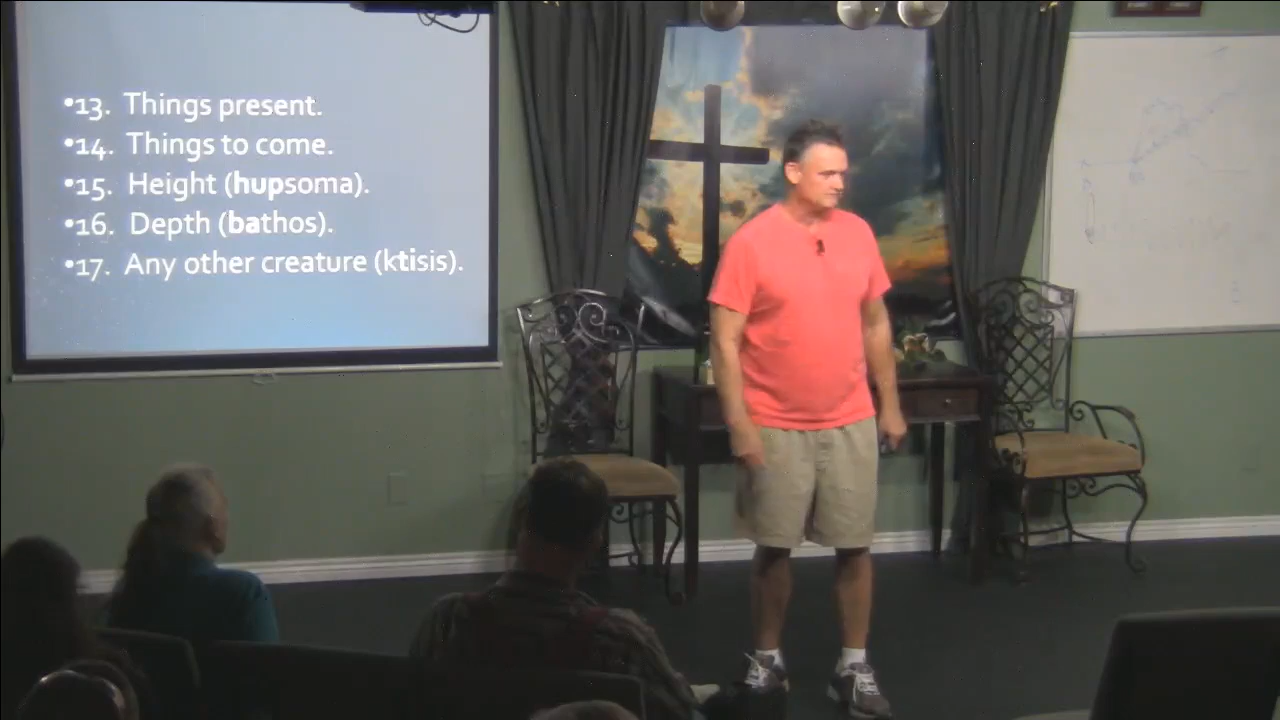 •13. Things present.
•14. Things to come.
•15. Height (hupsoma).
•16. Depth (bathos).
•17. Any other creature (ktisis).